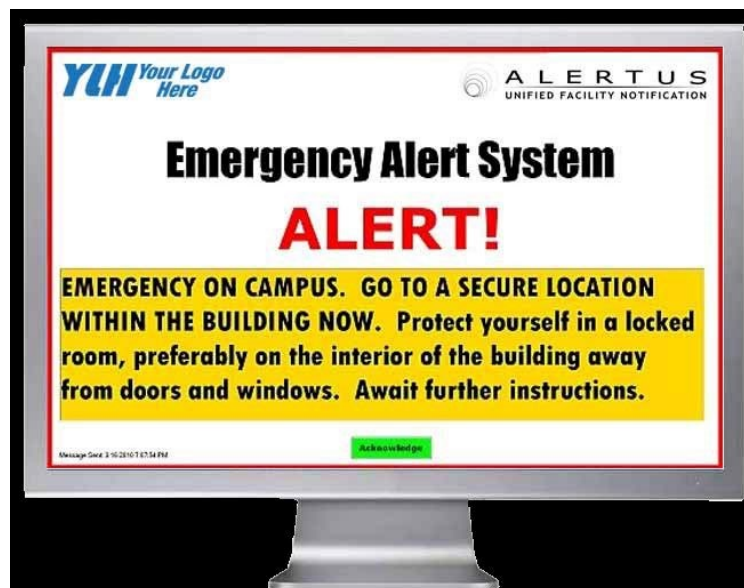 YLH Your Logo
Here
ALERTUS
UNIFIED FACILITY NOTIFICATION
Emergency Alert System
ALERT!
EMERGENCY ON CAMPUS. GO TO A SECURE LOCATION
WITHIN THE BUILDING NOW. Protect yourself in a locked
room, preferably on the interior of the building away
from doors and windows. Await further instructions.
Acknowledge
Message Sent: